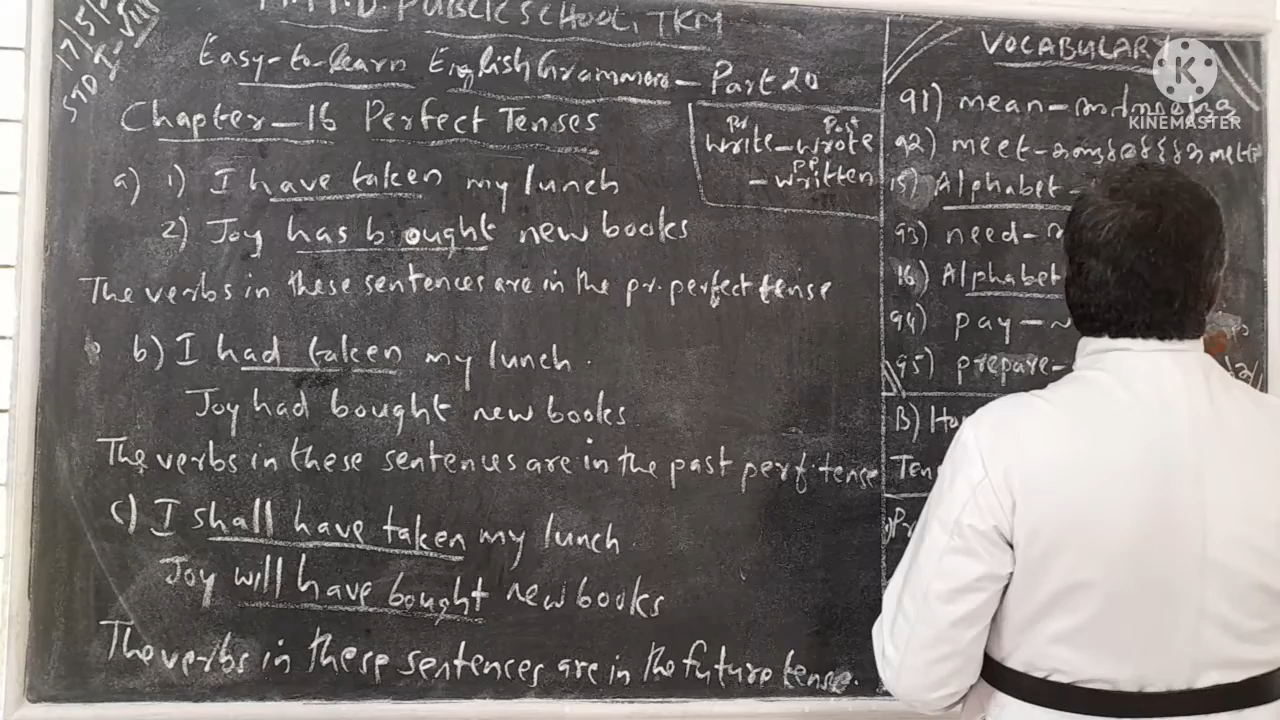 17/5/
STD V-VIII
PUBLIC SCHOOL, TKM
Easy-to-learn English Grammar - Part 20
Chapter-16 Perfect Tenses
a) 1) I have taken my lunch
2) Joy has bought new books
The verbs in these sentences are in the pr. perfect tense
b) I had taken my lunch.
Joy had bought new books
The verbs in these sentences are in the past perf tense
c) I shall have taken my lunch.
Joy will have bought new books
The verbs in these sentences are in the future tense.
Pr Past
write-wrote
PP
-written
VOCABULARY
KINEMASTER
91) mean-
92) meet-
15) Alphabet-
93) need-
16) Alphabet
94) pay-
95) prepare-
B)